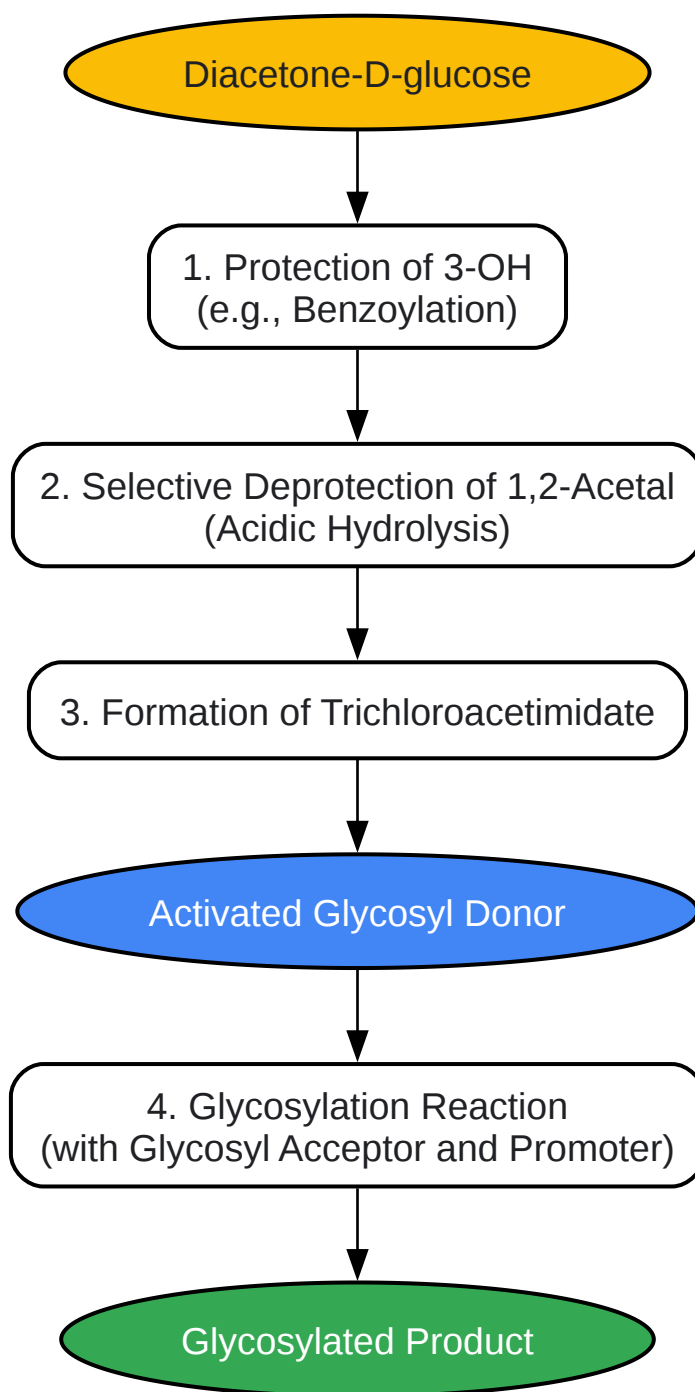 Diacetone-D-glucose
1. Protection of 3-OH
(e.g., Benzoylation)
2. Selective Deprotection of 1,2-Acetal
(Acidic Hydrolysis)
3. Formation of Trichloroacetimidate
Activated Glycosyl Donor
4. Glycosylation Reaction
(with Glycosyl Acceptor and Promoter)
Glycosylated Product